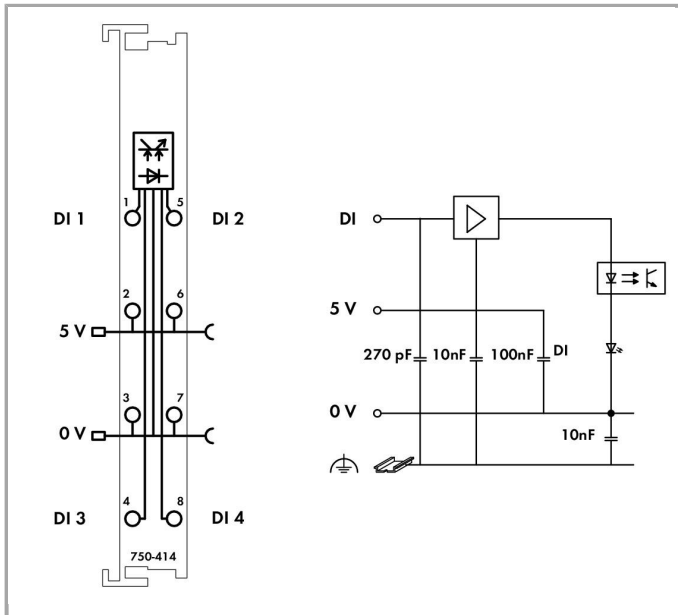 1
5
DI 1
DI 2
2
6
5 V
3
7
0 V
4
8
DI 3
DI 4
750-414
DI
5 V
270 pF
10nF
100nF
DI
0 V
10nF